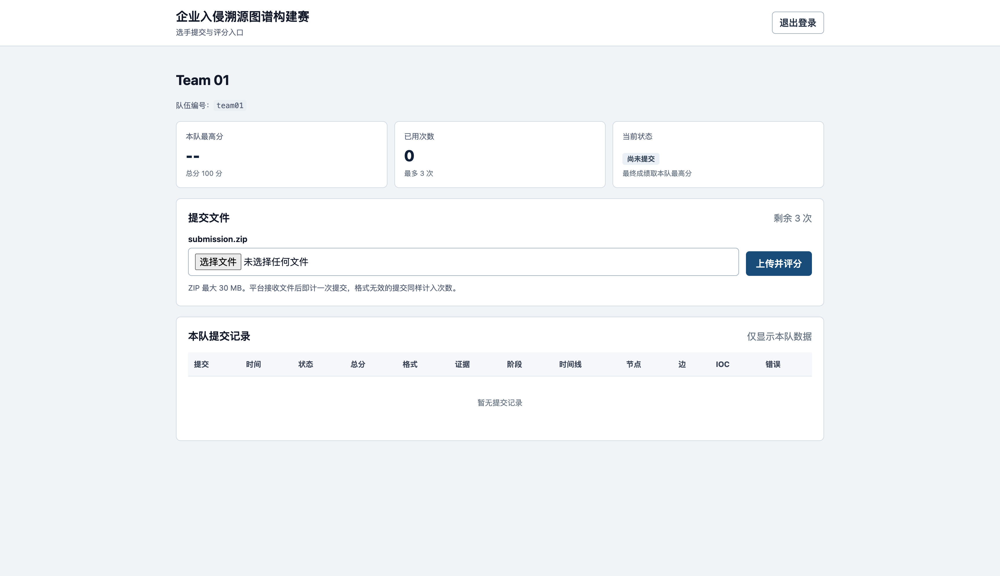 企业入侵溯源图谱构建赛
选手提交与评分入口
退出登录
Team 01
队伍编号： team01
本队最高分
--
总分 100 分
已用次数
0
最多 3 次
当前状态
尚未提交
最终成绩取本队最高分
提交文件
剩余 3 次
submission.zip
选择文件 未选择任何文件
上传并评分
ZIP 最大 30 MB。平台接收文件后即计一次提交，格式无效的提交同样计入次数。
本队提交记录
仅显示本队数据
提交 时间 状态 总分 格式 证据 阶段 时间线 节点 边 IOC 错误
暂无提交记录